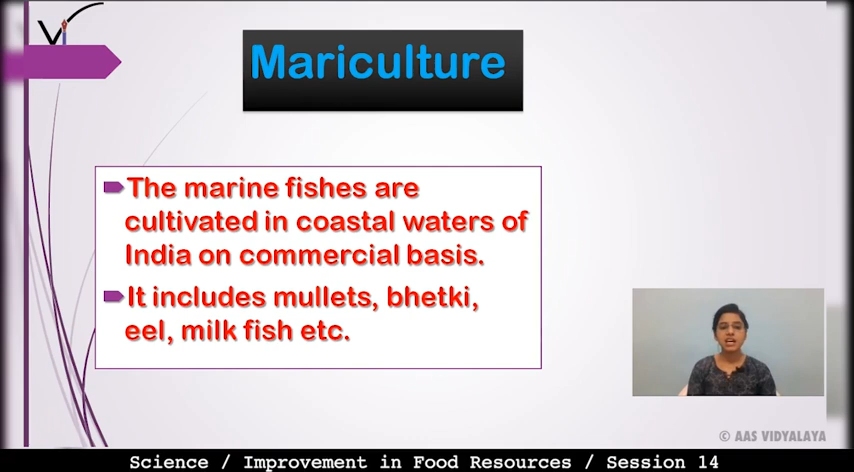 Vi
Mariculture
The marine fishes are
cultivated in coastal waters of
India on commercial basis.
It includes mullets, bhetki,
eel, milk fish etc.
© AAS VIDYALAYA
Science / Improvement in Food Resources / Session 14